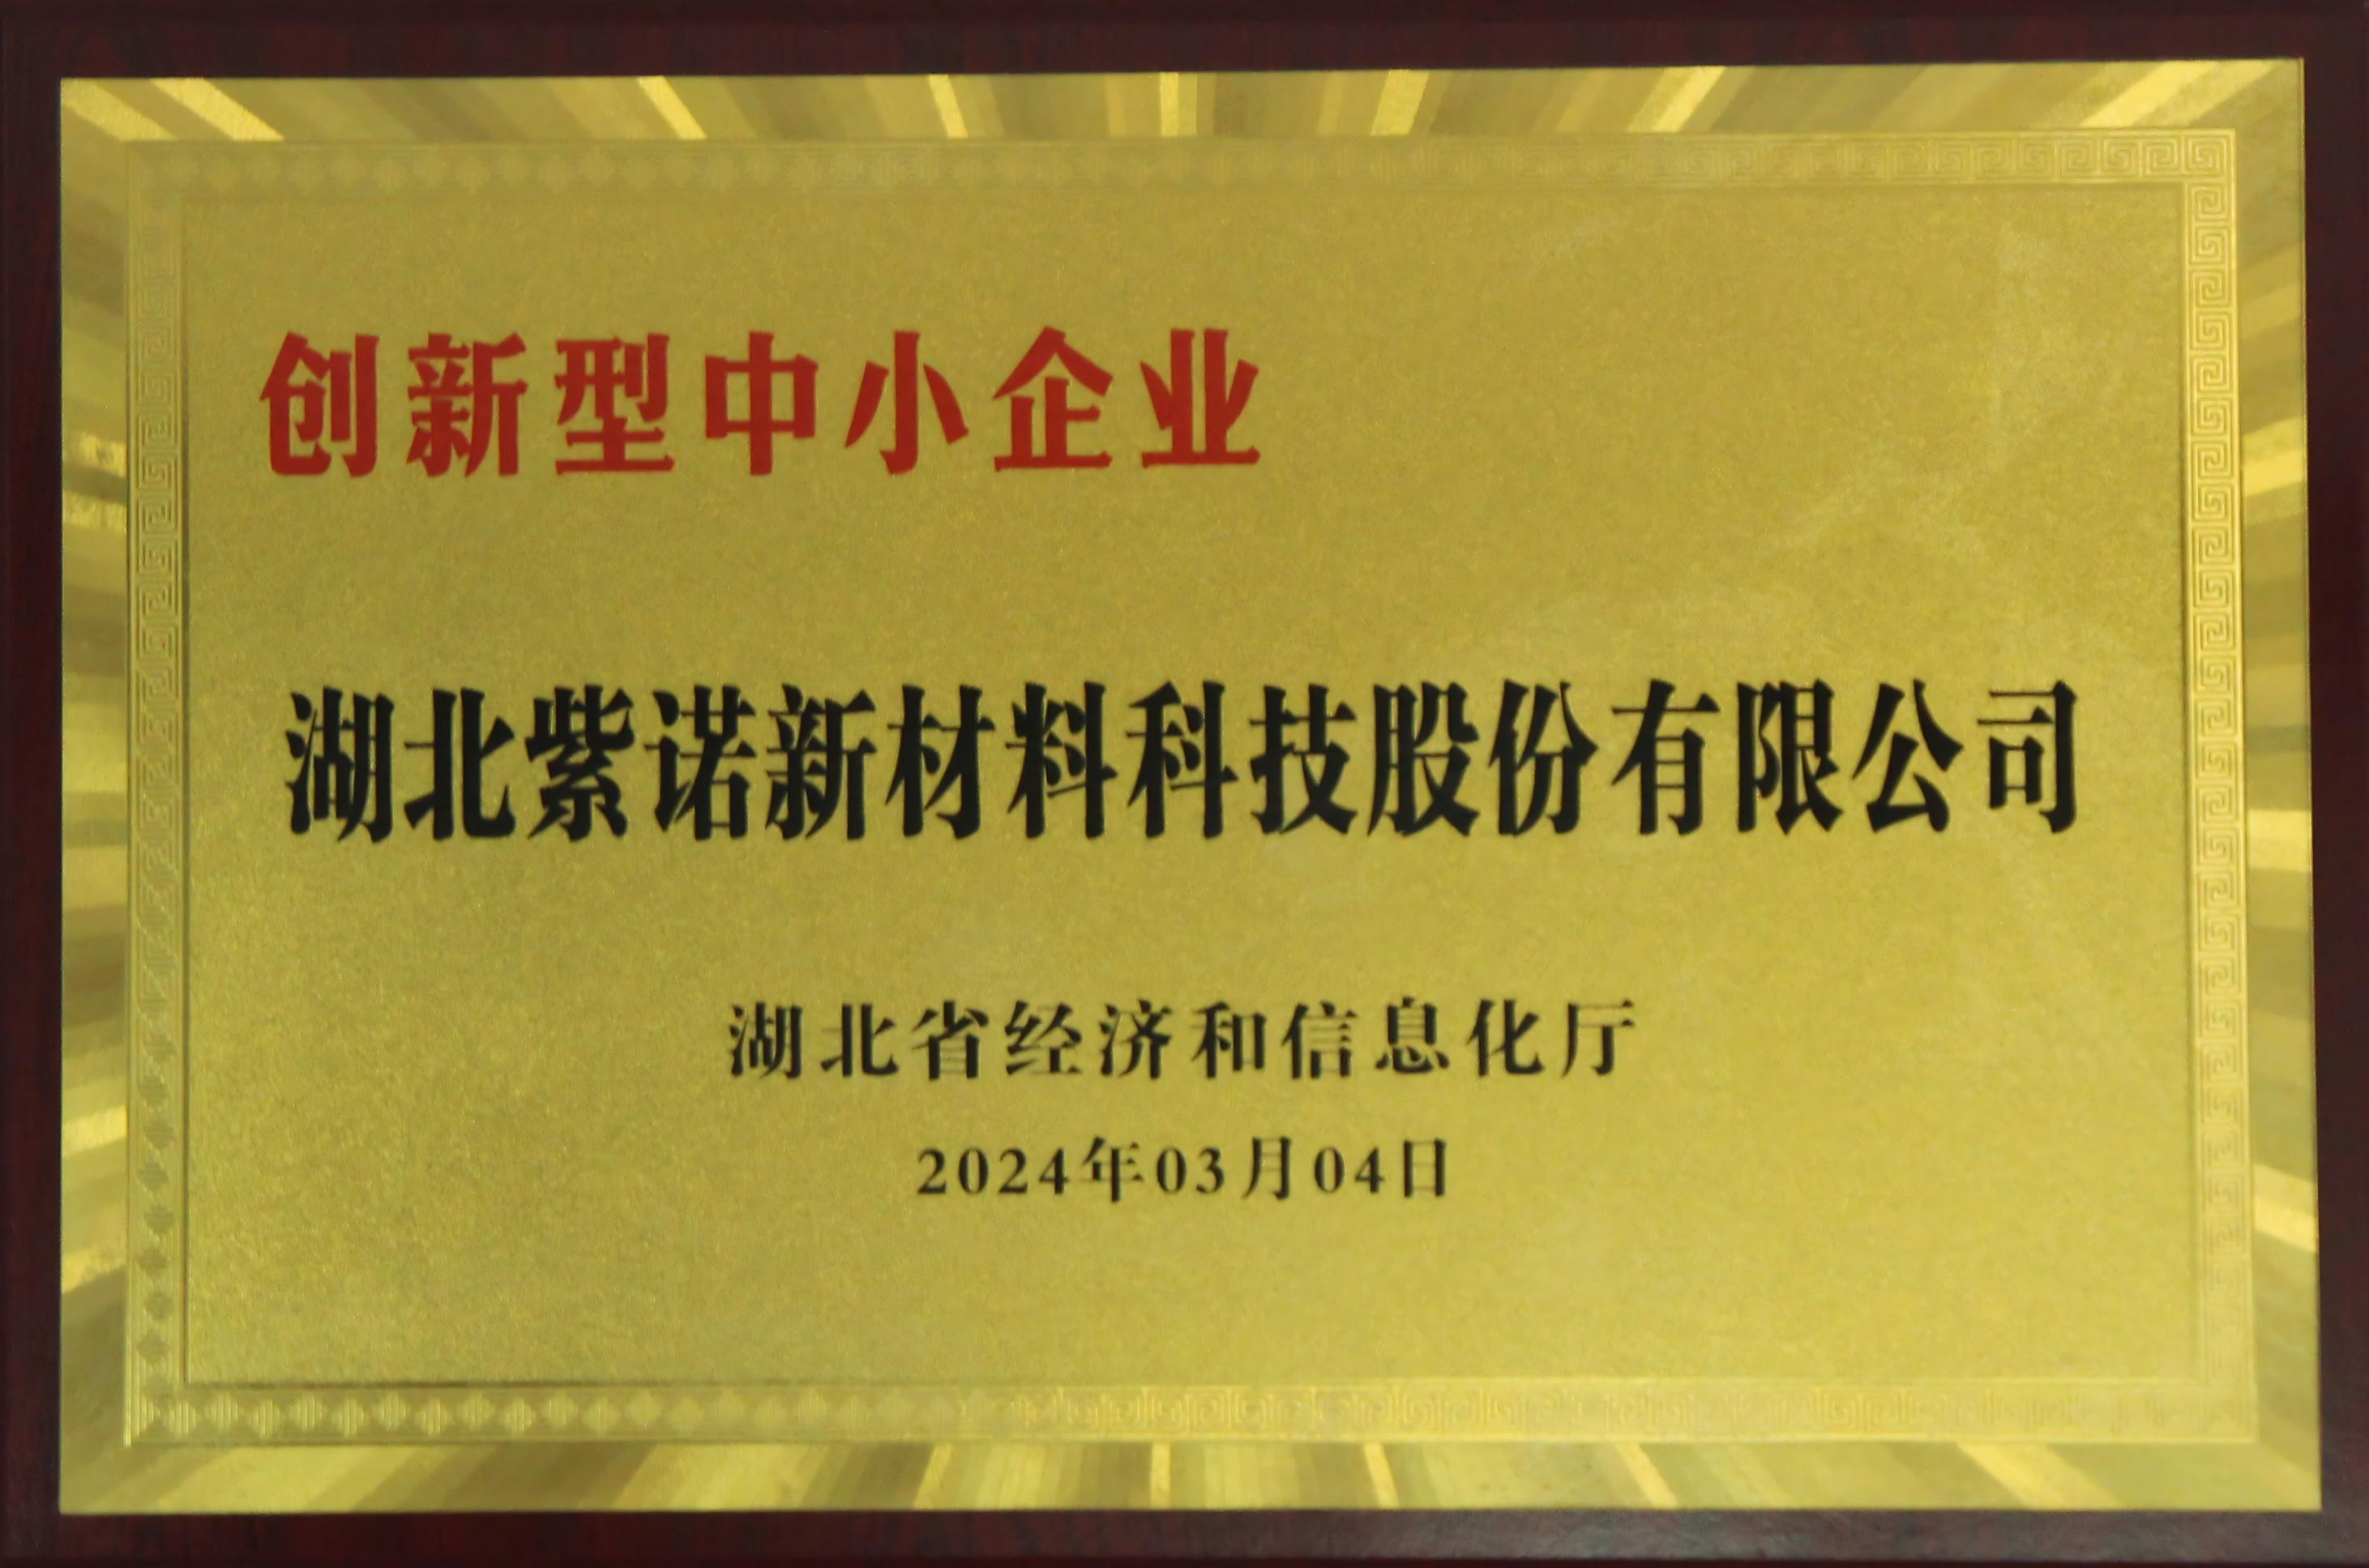 创新型中小企业
湖北紫诺新材料科技股份有限公司
湖北省经济和信息化厅
2024年03月04日